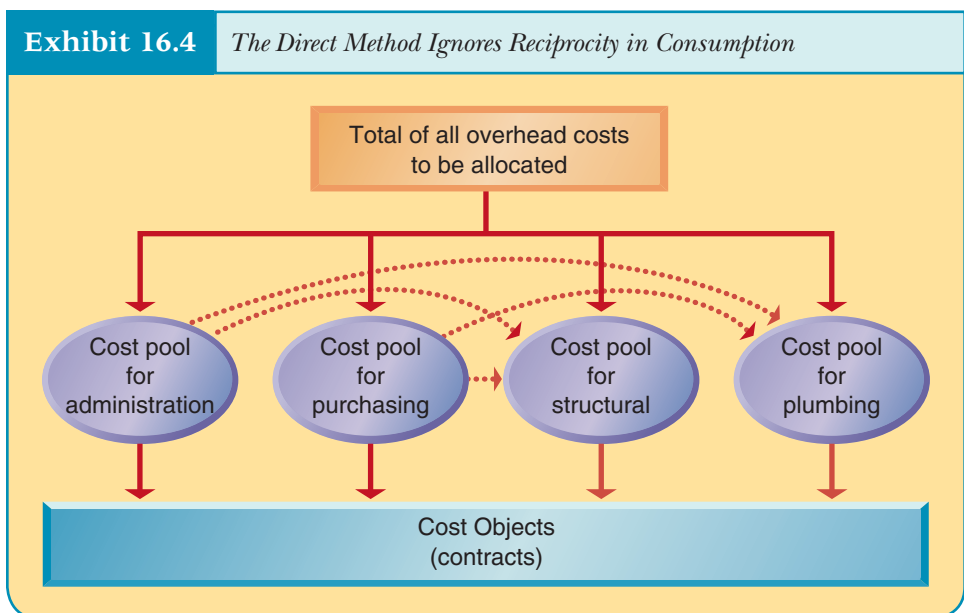 Exhibit 16.4
The Direct Method Ignores Reciprocity in Consumption
Total of all overhead costs
to be allocated
Cost pool
for
administration
Cost pool
for
purchasing
Cost pool
for
structural
Cost pool
for
plumbing
Cost Objects
(contracts)